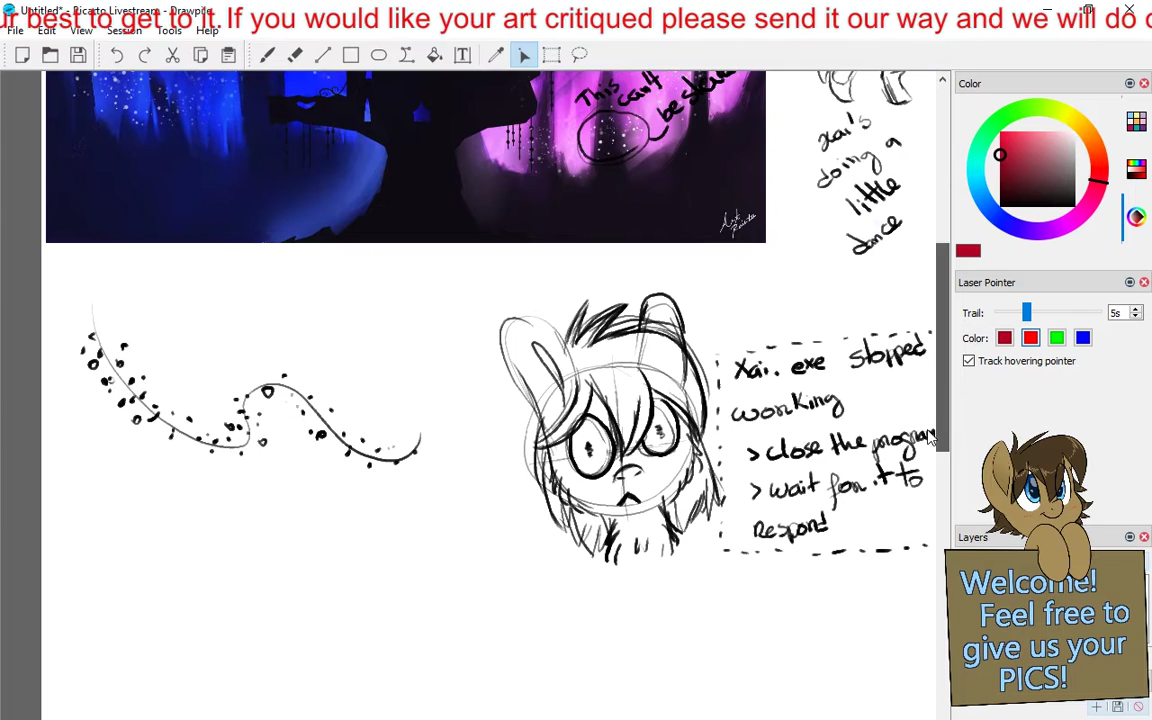 Untitled* - Picarto Livestream - Drawpile
ur best to get to it. If you would like your art critiqued please send it our way and we will do o
File Edit View Session Tools Help
This
can't
be
Color
xai's
doing a
little
dance
Laser Pointer
Trail: 5s
Color:
Track hovering pointer
Xai. exe stopped
working
> close the program
> wait for it to
Respond
Layers
Welcome!
Feel free to
give us your
PICS!